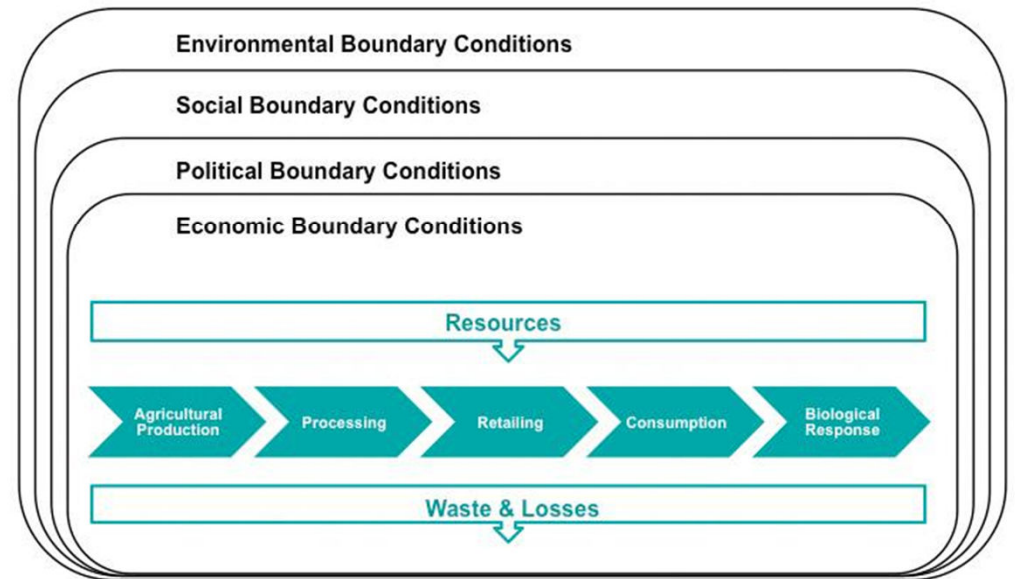 Environmental Boundary Conditions
Social Boundary Conditions
Political Boundary Conditions
Economic Boundary Conditions
Resources
Agricultural
Production
Processing
Retailing
Consumption
Biological
Response
Waste & Losses